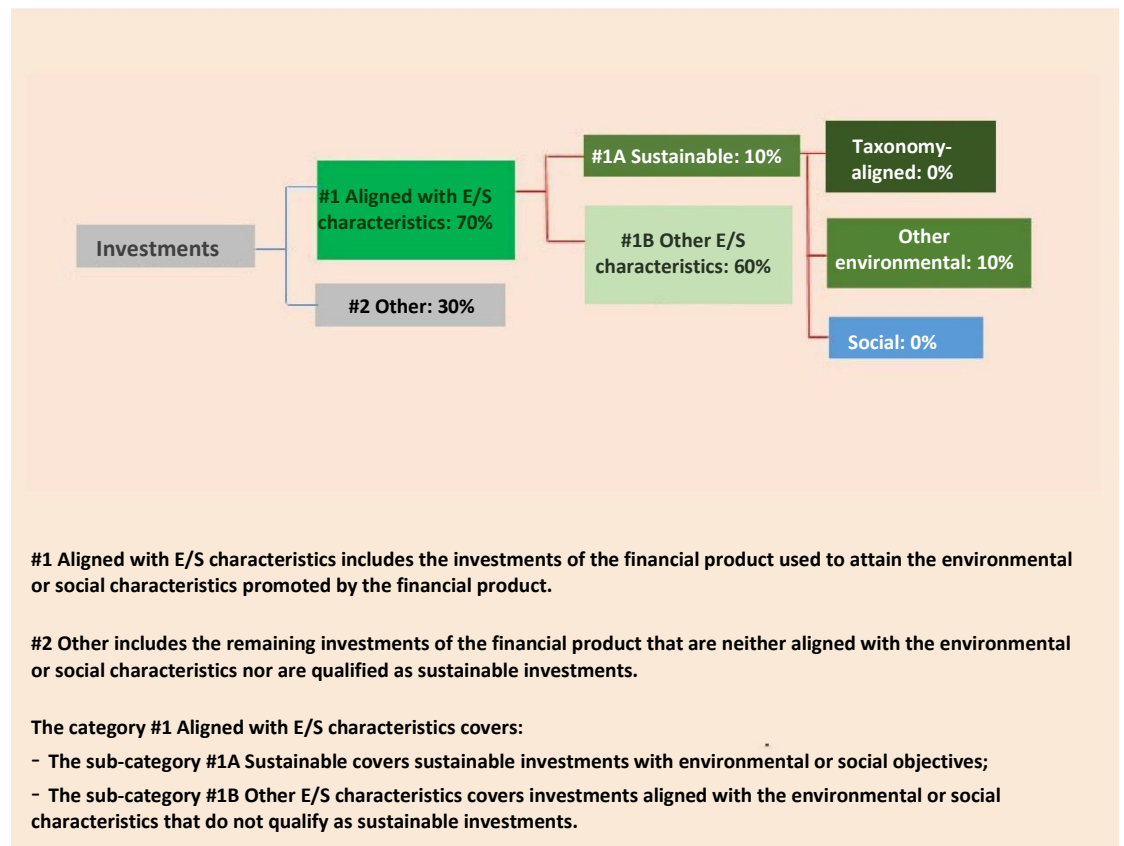 Investments
#1 Aligned with E/S
characteristics: 70%
#2 Other: 30%
#1A Sustainable: 10%
#1B Other E/S
characteristics: 60%
Taxonomy-
aligned: 0%
Other
environmental: 10%
Social: 0%
#1 Aligned with E/S characteristics includes the investments of the financial product used to attain the environmental
or social characteristics promoted by the financial product.
#2 Other includes the remaining investments of the financial product that are neither aligned with the environmental
or social characteristics nor are qualified as sustainable investments.
The category #1 Aligned with E/S characteristics covers:
- The sub-category #1A Sustainable covers sustainable investments with environmental or social objectives;
- The sub-category #1B Other E/S characteristics covers investments aligned with the environmental or social
characteristics that do not qualify as sustainable investments.